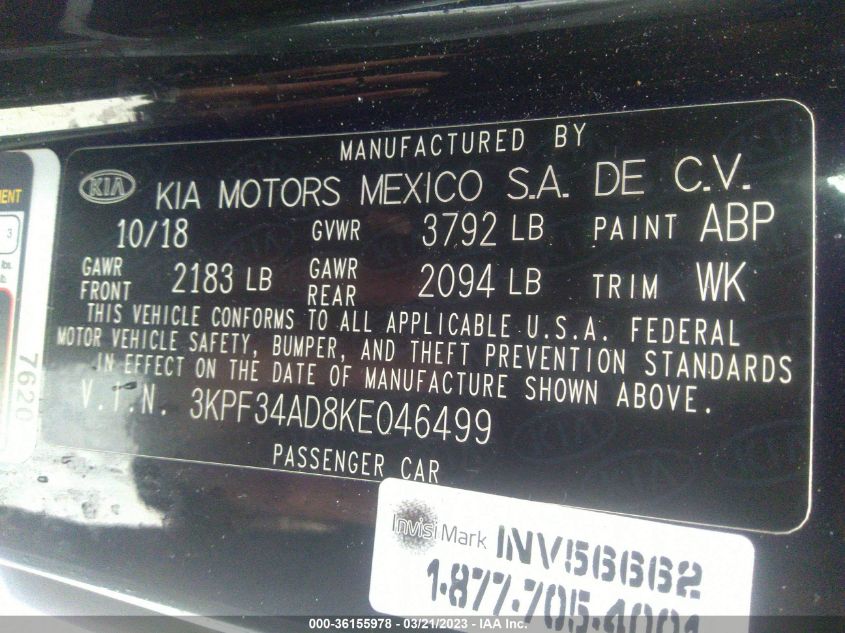 MANUFACTURED BY
KIA KIA MOTORS MEXICO S.A. DE C.V.
10/18 GVWR 3792 LB PAINT ABP
GAWR FRONT 2183 LB GAWR REAR 2094 LB TRIM WK
THIS VEHICLE CONFORMS TO ALL APPLICABLE U.S.A. FEDERAL
MOTOR VEHICLE SAFETY, BUMPER, AND THEFT PREVENTION STANDARDS
IN EFFECT ON THE DATE OF MANUFACTURE SHOWN ABOVE.
V.I.N. 3KPF34AD8KE046499
PASSENGER CAR
7620
3
lbs.
InvisiMark INV56662
1-877-705-4001
000-36155978 - 03/21/2023 - IAA Inc.